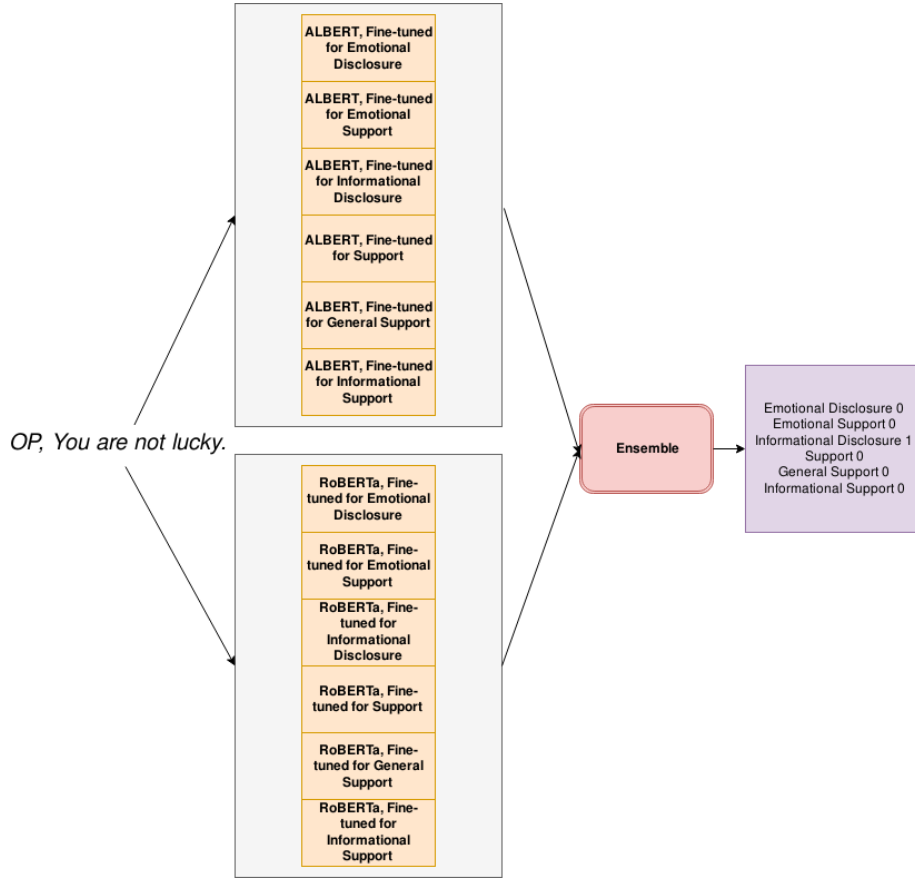 ALBERT, Fine-tuned
for Emotional
Disclosure
ALBERT, Fine-tuned
for Emotional
Support
ALBERT, Fine-tuned
for Informational
Disclosure
ALBERT, Fine-tuned
for Support
ALBERT, Fine-tuned
for General Support
ALBERT, Fine-tuned
for Informational
Support
OP, You are not lucky.
RoBERTa, Fine-
tuned for Emotional
Disclosure
RoBERTa, Fine-
tuned for Emotional
Support
RoBERTa, Fine-
tuned for
Informational
Disclosure
RoBERTa, Fine-
tuned for Support
RoBERTa, Fine-
tuned for General
Support
RoBERTa, Fine-
tuned for
Informational
Support
Ensemble
Emotional Disclosure 0
Emotional Support 0
Informational Disclosure 1
Support 0
General Support 0
Informational Support 0